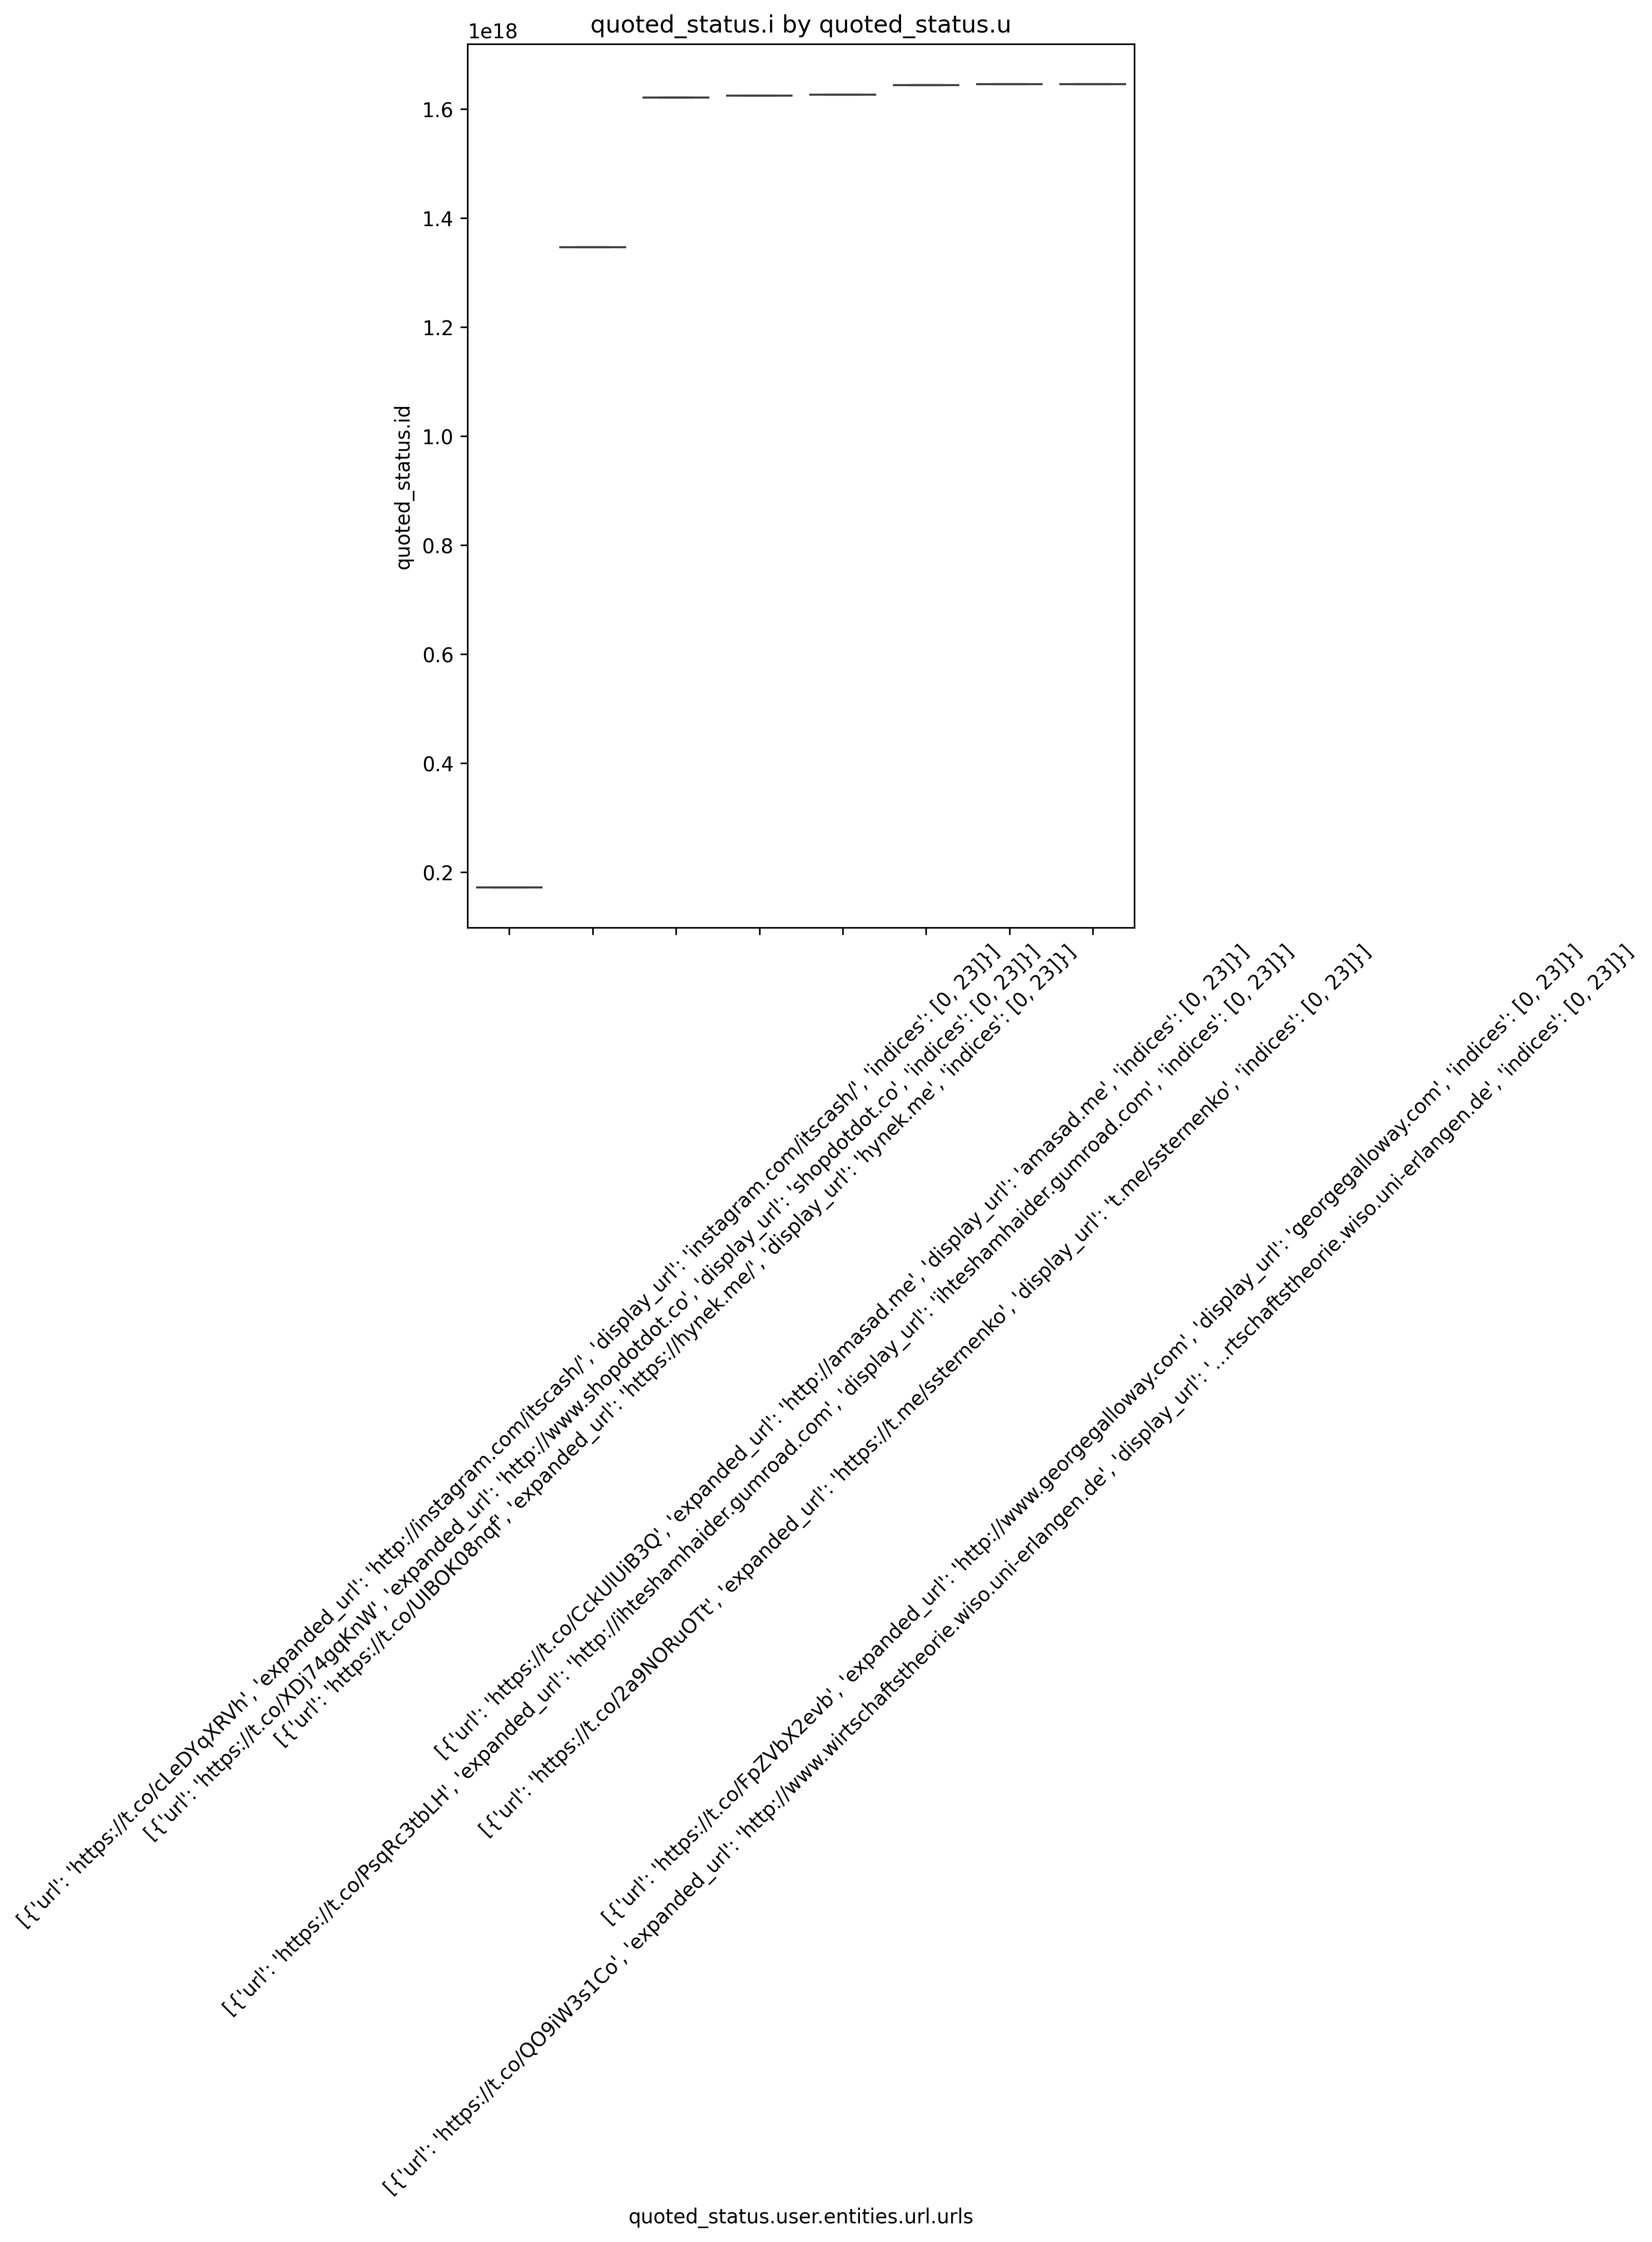 quoted_status.i by quoted_status.u
1e18
1.6
1.4
1.2
1.0
0.8
0.6
0.4
0.2
quoted_status.id
[{'url': 'https://t.co/cLeDYqXRVh', 'expanded_url': 'http://instagram.com/itscash/', 'display_url': 'instagram.com/itscash/', 'indices': [0, 23]}]
[{'url': 'https://t.co/XDj74gqKnW', 'expanded_url': 'http://www.shopdotdot.co', 'display_url': 'shopdotdot.co', 'indices': [0, 23]}]
[{'url': 'https://t.co/UIBOK08nqf', 'expanded_url': 'https://hynek.me/', 'display_url': 'hynek.me', 'indices': [0, 23]}]
[{'url': 'https://t.co/CckUlUiB3Q', 'expanded_url': 'http://amasad.me', 'display_url': 'amasad.me', 'indices': [0, 23]}]
[{'url': 'https://t.co/PsqRc3tbLH', 'expanded_url': 'http://ihteshamhaider.gumroad.com', 'display_url': 'ihteshamhaider.gumroad.com', 'indices': [0, 23]}]
[{'url': 'https://t.co/2a9NORuOTt', 'expanded_url': 'https://t.me/ssternenko', 'display_url': 't.me/ssternenko', 'indices': [0, 23]}]
[{'url': 'https://t.co/FpZVbX2evb', 'expanded_url': 'http://www.georgegalloway.com', 'display_url': 'georgegalloway.com', 'indices': [0, 23]}]
[{'url': 'https://t.co/QO9iW3s1Co', 'expanded_url': 'http://www.wirtschaftstheorie.wiso.uni-erlangen.de', 'display_url': '…rtschaftstheorie.wiso.uni-erlangen.de', 'indices': [0, 23]}]
quoted_status.user.entities.url.urls